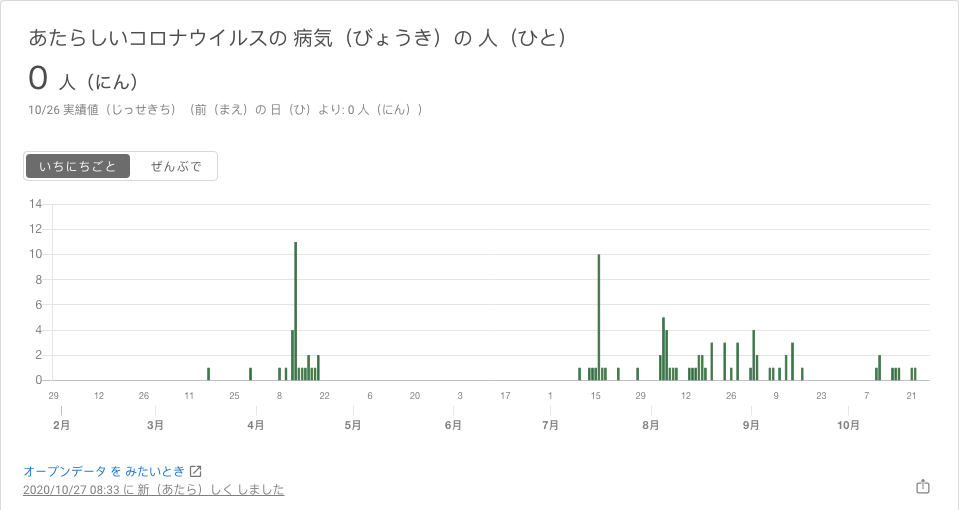 あたらしいコロナウイルスの 病気（びょうき）の 人（ひと）
0 人（にん）
10/26 実績値（じっせきち）（前（まえ）の 日（ひ）より: 0 人（にん））
いちにちごと ぜんぶで
14
12
10
8
6
4
2
0
29 12 26 11 25 8 22 6 20 3 17 1 15 29 12 26 9 23 7 21
2月 3月 4月 5月 6月 7月 8月 9月 10月
オープンデータ を みたいとき
2020/10/27 08:33 に 新（あたら）しく しました